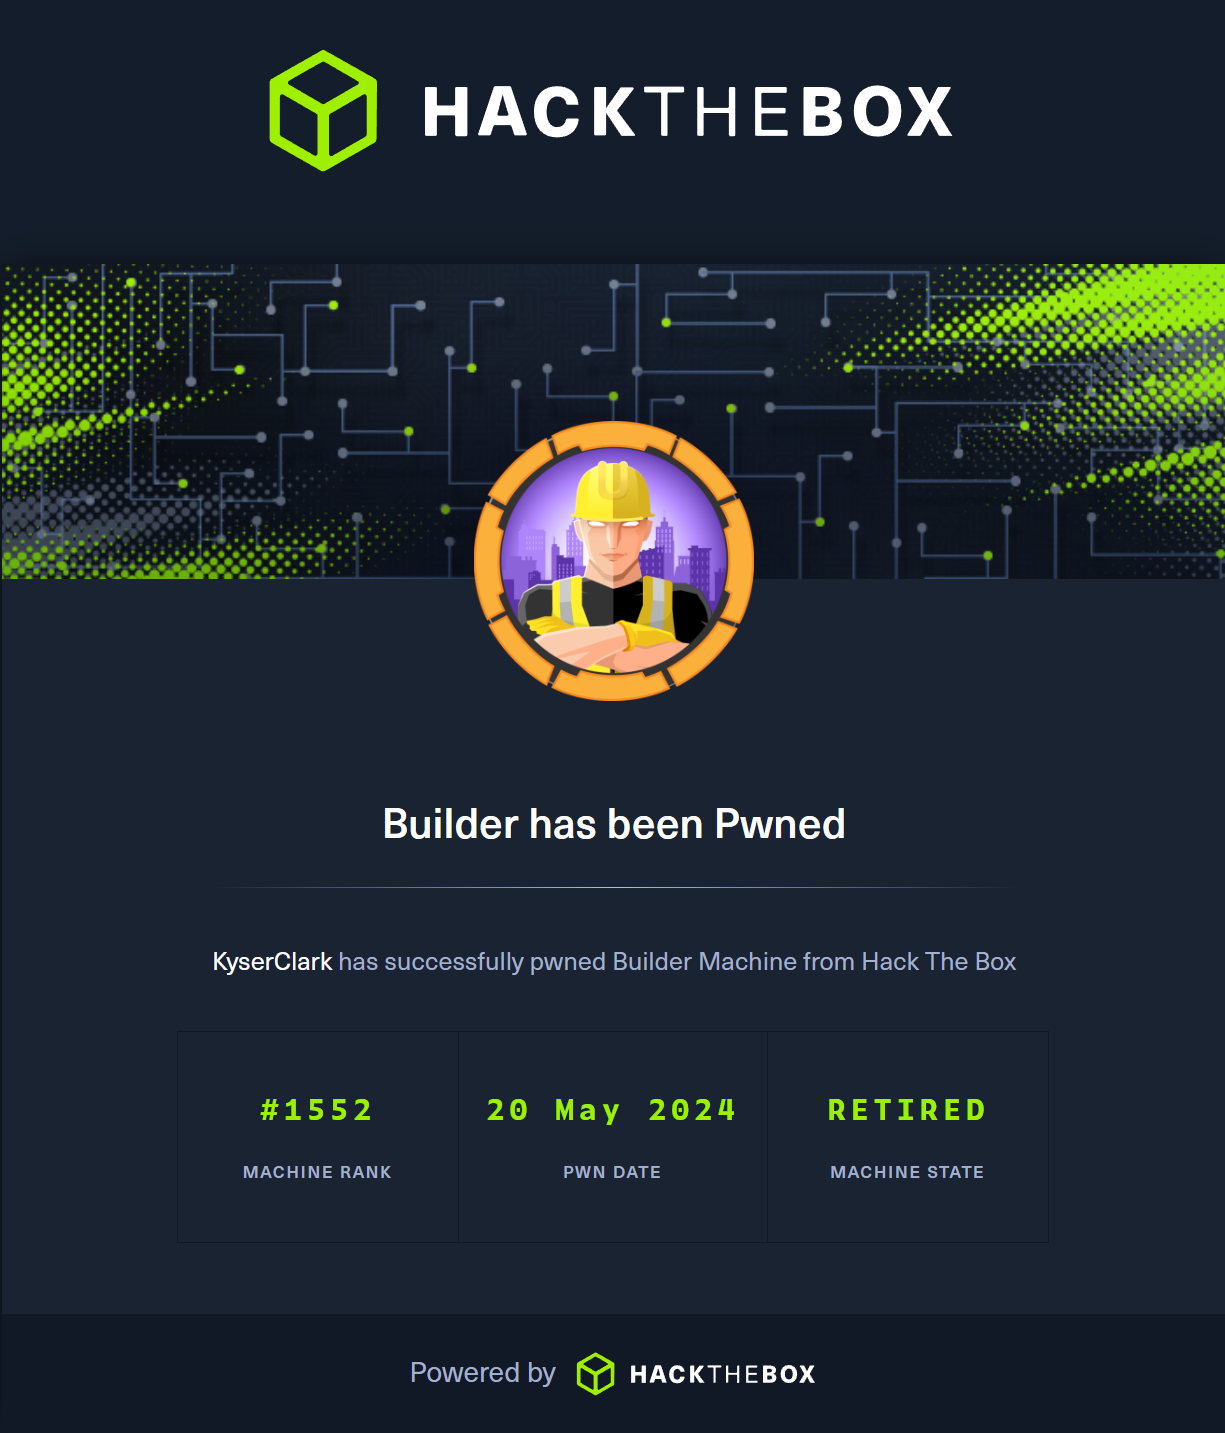 HACKTHEBOX
Builder has been Pwned
KyserClark has successfully pwned Builder Machine from Hack The Box
#1552
MACHINE RANK
20 May 2024
PWN DATE
RETIRED
MACHINE STATE
Powered by HACKTHEBOX